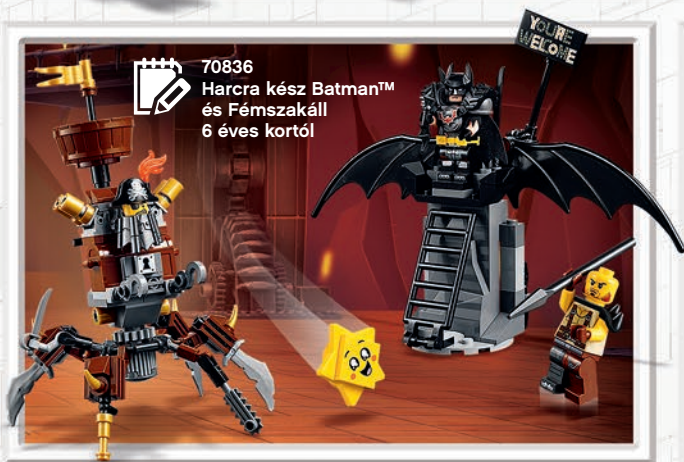 70836
Harcra kész Batman™
és Fémszakáll
6 éves kortól
YOU'RE
WELCOME